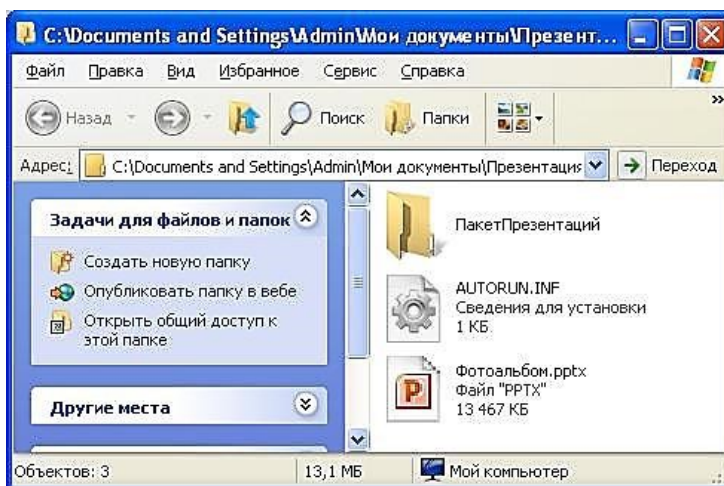 C:\Documents and Settings\Admin\Мои документы\Презент...
Файл Правка Вид Избранное Сервис Справка
Назад Поиск Папки »
Адрес: C:\Documents and Settings\Admin\Мои документы\Презентация Переход
Задачи для файлов и папок
Создать новую папку
Опубликовать папку в вебе
Открыть общий доступ к
этой папке
Другие места
ПакетПрезентаций
AUTORUN.INF
Сведения для установки
1 КБ
Фотоальбом.pptx
Файл "PPTX"
13 467 КБ
Объектов: 3 13,1 МБ Мой компьютер